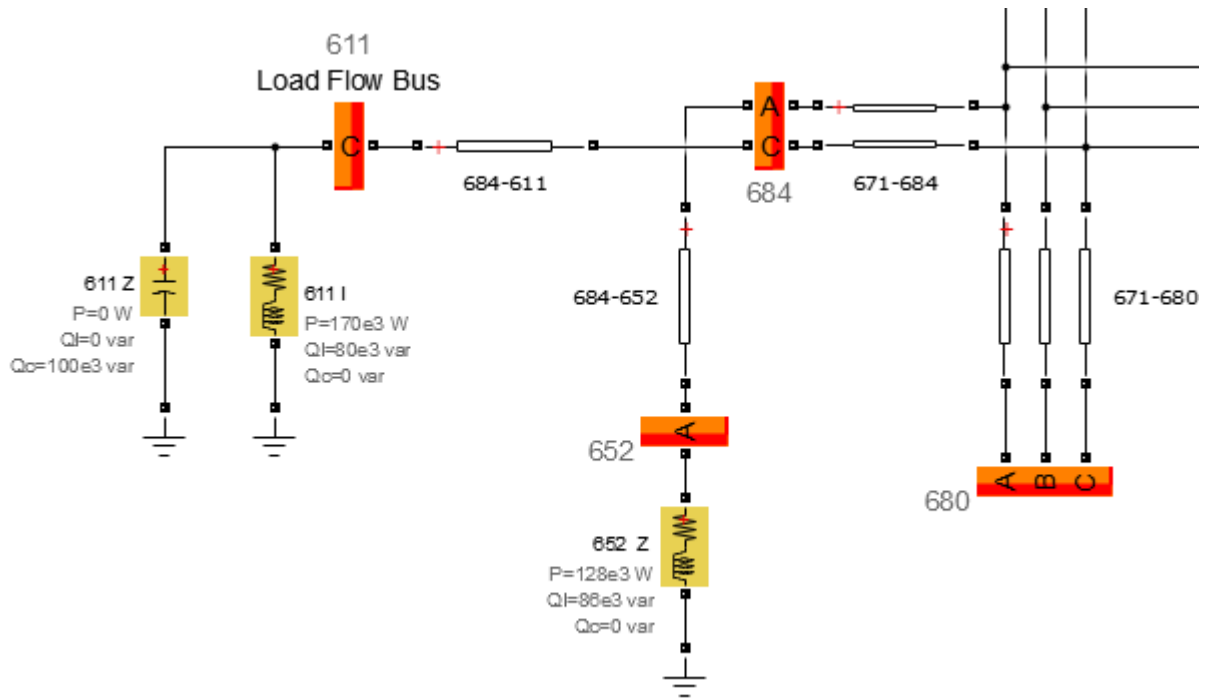 611
Load Flow Bus
C
684-611
A
C
684
671-684
611 Z
P=0 W
Ql=0 var
Qc=100e3 var
611 I
P=170e3 W
Ql=80e3 var
Qc=0 var
684-652
671-680
A
652
652 Z
P=128e3 W
Ql=86e3 var
Qc=0 var
A B C
680